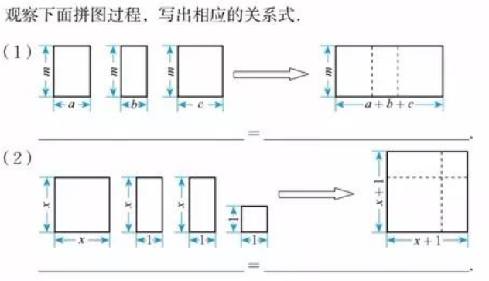 观察下面拼图过程，写出相应的关系式.
(1)
m m m m
a b c a+b+c
=
.
(2)
x x x 1 x+1
x 1 1 1 x+1
=
.